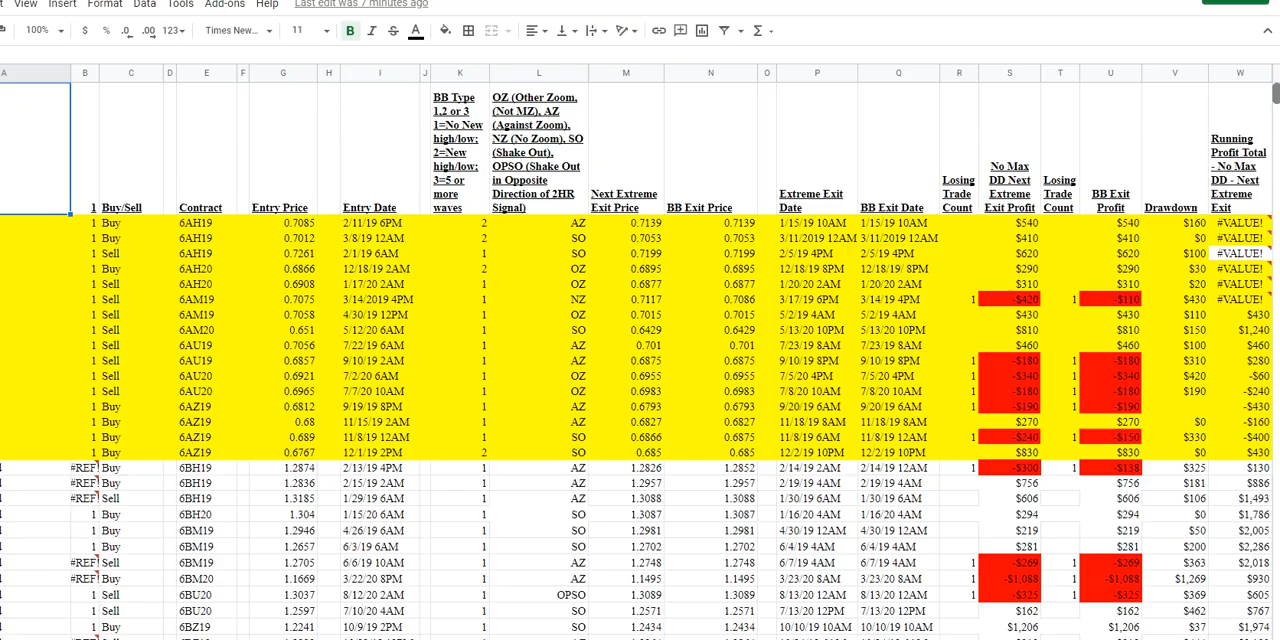 View Insert Format Data Tools Add-ons Help Last edit was 7 minutes ago
100% $ % .0 .00 123 Times New... 11 B I S A
A B C D E F G H I J K L M N O P Q R S T U V W
BB Type 1,2 or 3 1=No New high/low; 2=New high/low; 3=5 or more waves
OZ (Other Zoom, (Not MZ), AZ (Against Zoom), NZ (No Zoom), SO (Shake Out), OPSO (Shake Out in Opposite Direction of 2HR Signal)
1 Buy/Sell Contract Entry Price Entry Date Next Extreme Exit Price BB Exit Price Extreme Exit Date BB Exit Date Losing Trade Count No Max DD Next Extreme Exit Profit Losing Trade Count BB Exit Profit Drawdown Running Profit Total - No Max DD - Next Extreme Exit
1 Buy 6AH19 0.7085 2/11/19 6PM 2 AZ 0.7139 0.7139 1/15/19 10AM 1/15/19 10AM $540 $540 $160 #VALUE!
1 Buy 6AH19 0.7012 3/8/19 12AM 2 SO 0.7053 0.7053 3/11/2019 12AM 3/11/2019 12AM $410 $410 $0 #VALUE!
1 Sell 6AH19 0.7261 2/1/19 6AM 1 SO 0.7199 0.7199 2/5/19 4PM 2/5/19 4PM $620 $620 $100 #VALUE!
1 Buy 6AH20 0.6866 12/18/19 2AM 2 OZ 0.6895 0.6895 12/18/19 8PM 12/18/19/ 8PM $290 $290 $30 #VALUE!
1 Sell 6AH20 0.6908 1/17/20 2AM 1 OZ 0.6877 0.6877 1/20/20 2AM 1/20/20 2AM $310 $310 $20 #VALUE!
1 Sell 6AM19 0.7075 3/14/2019 4PM 1 NZ 0.7117 0.7086 3/17/19 6PM 3/14/19 4PM 1 -$420 1 -$110 $430 #VALUE!
1 Sell 6AM19 0.7058 4/30/19 12PM 1 OZ 0.7015 0.7015 5/2/19 4AM 5/2/19 4AM $430 $430 $110 $430
1 Sell 6AM20 0.651 5/12/20 6AM 1 SO 0.6429 0.6429 5/13/20 10PM 5/13/20 10PM $810 $810 $150 $1,240
1 Sell 6AU19 0.7056 7/22/19 6AM 1 AZ 0.701 0.701 7/23/19 8AM 7/23/19 8AM $460 $460 $100 $460
1 Sell 6AU19 0.6857 9/10/19 2AM 1 AZ 0.6875 0.6875 9/10/19 8PM 9/10/19 8PM 1 -$180 1 -$180 $310 $280
1 Sell 6AU20 0.6921 7/2/20 6AM 1 OZ 0.6955 0.6955 7/5/20 4PM 7/5/20 4PM 1 -$340 1 -$340 $420 -$60
1 Sell 6AU20 0.6965 7/7/20 10AM 1 OZ 0.6983 0.6983 7/8/20 10AM 7/8/20 10AM 1 -$180 1 -$180 $190 -$240
1 Buy 6AZ19 0.6812 9/19/19 8PM 1 AZ 0.6793 0.6793 9/20/19 6AM 9/20/19 6AM 1 -$190 1 -$190 -$430
1 Buy 6AZ19 0.68 11/15/19 2AM 1 AZ 0.6827 0.6827 11/18/19 8AM 11/18/19 8AM $270 $270 $0 -$160
1 Buy 6AZ19 0.689 11/8/19 12AM 1 SO 0.6866 0.6875 11/8/19 6AM 11/8/19 12AM 1 -$240 1 -$150 $330 -$400
1 Buy 6AZ19 0.6767 12/1/19 2PM 2 SO 0.685 0.685 12/2/19 10PM 12/2/19 10PM $830 $830 $0 $430
#REF! Buy 6BH19 1.2874 2/13/19 4PM 1 AZ 1.2826 1.2852 2/14/19 2AM 2/14/19 12AM 1 -$300 1 -$138 $325 $130
#REF! Buy 6BH19 1.2836 2/15/19 2AM 1 AZ 1.2957 1.2957 2/19/19 4AM 2/19/19 4AM $756 $756 $181 $886
#REF! Sell 6BH19 1.3185 1/29/19 6AM 1 AZ 1.3088 1.3088 1/30/19 6AM 1/30/19 6AM $606 $606 $106 $1,493
1 Buy 6BH20 1.304 1/15/20 6AM 1 SO 1.3087 1.3087 1/16/20 4AM 1/16/20 4AM $294 $294 $0 $1,786
1 Buy 6BM19 1.2946 4/26/19 6AM 1 SO 1.2981 1.2981 4/30/19 12AM 4/30/19 12AM $219 $219 $50 $2,005
1 Buy 6BM19 1.2657 6/3/19 6AM 1 SO 1.2702 1.2702 6/4/19 4AM 6/4/19 4AM $281 $281 $200 $2,286
#REF! Sell 6BM19 1.2705 6/6/19 10AM 1 AZ 1.2748 1.2748 6/7/19 4AM 6/7/19 4AM 1 -$269 1 -$269 $363 $2,018
#REF! Buy 6BM20 1.1669 3/22/20 8PM 1 AZ 1.1495 1.1495 3/23/20 8AM 3/23/20 8AM 1 -$1,088 1 -$1,088 $1,269 $930
1 Sell 6BU20 1.3037 8/12/20 2AM 1 OPSO 1.3089 1.3089 8/13/20 12AM 8/13/20 12AM 1 -$325 1 -$325 $369 $605
1 Sell 6BU20 1.2597 7/10/20 4AM 1 SO 1.2571 1.2571 7/13/20 12PM 7/13/20 12PM $162 $162 $462 $767
1 Buy 6BZ19 1.2241 10/9/19 2PM 1 SO 1.2434 1.2434 10/10/19 10AM 10/10/19 10AM $1,206 $1,206 $37 $1,974